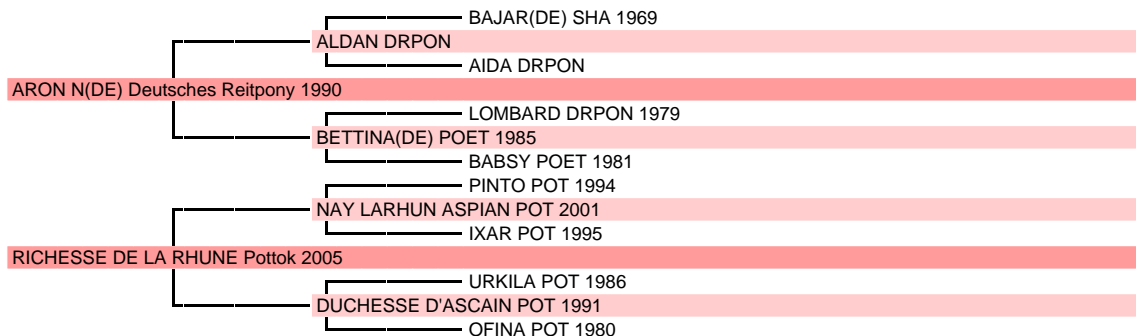 BAJAR(DE) SHA 1969
ALDAN DRPON
AIDA DRPON
ARON N(DE) Deutsches Reitpony 1990
LOMBARD DRPON 1979
BETTINA(DE) POET 1985
BABSY POET 1981
PINTO POT 1994
NAY LARHUN ASPIAN POT 2001
IXAR POT 1995
RICHESSE DE LA RHUNE Pottok 2005
URKILA POT 1986
DUCHESSE D'ASCAIN POT 1991
OFINA POT 1980